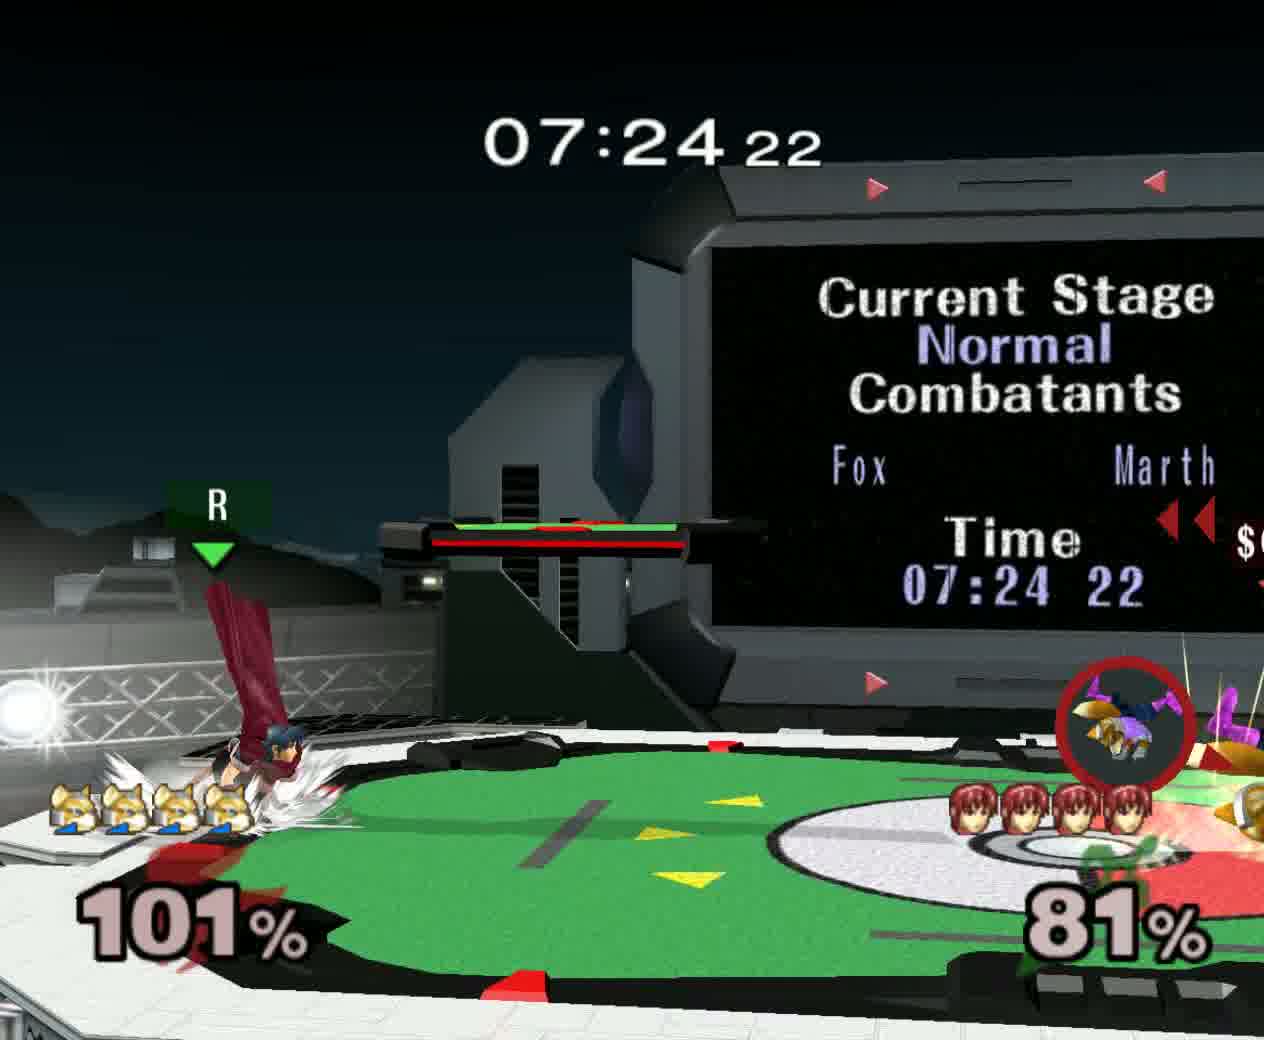 07:24 22
Current Stage
Normal
Combatants
Fox Marth
R
Time
$
07:24 22
101%
81%